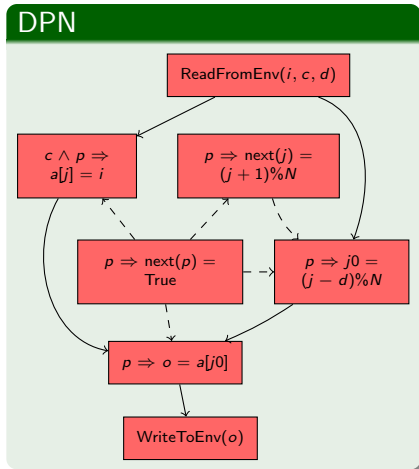 DPN
ReadFromEnv(i, c, d)
c ∧ p ⇒
a[j] = i
p ⇒ next(j) =
(j + 1)%N
p ⇒ next(p) =
True
p ⇒ j0 =
(j − d)%N
p ⇒ o = a[j0]
WriteToEnv(o)